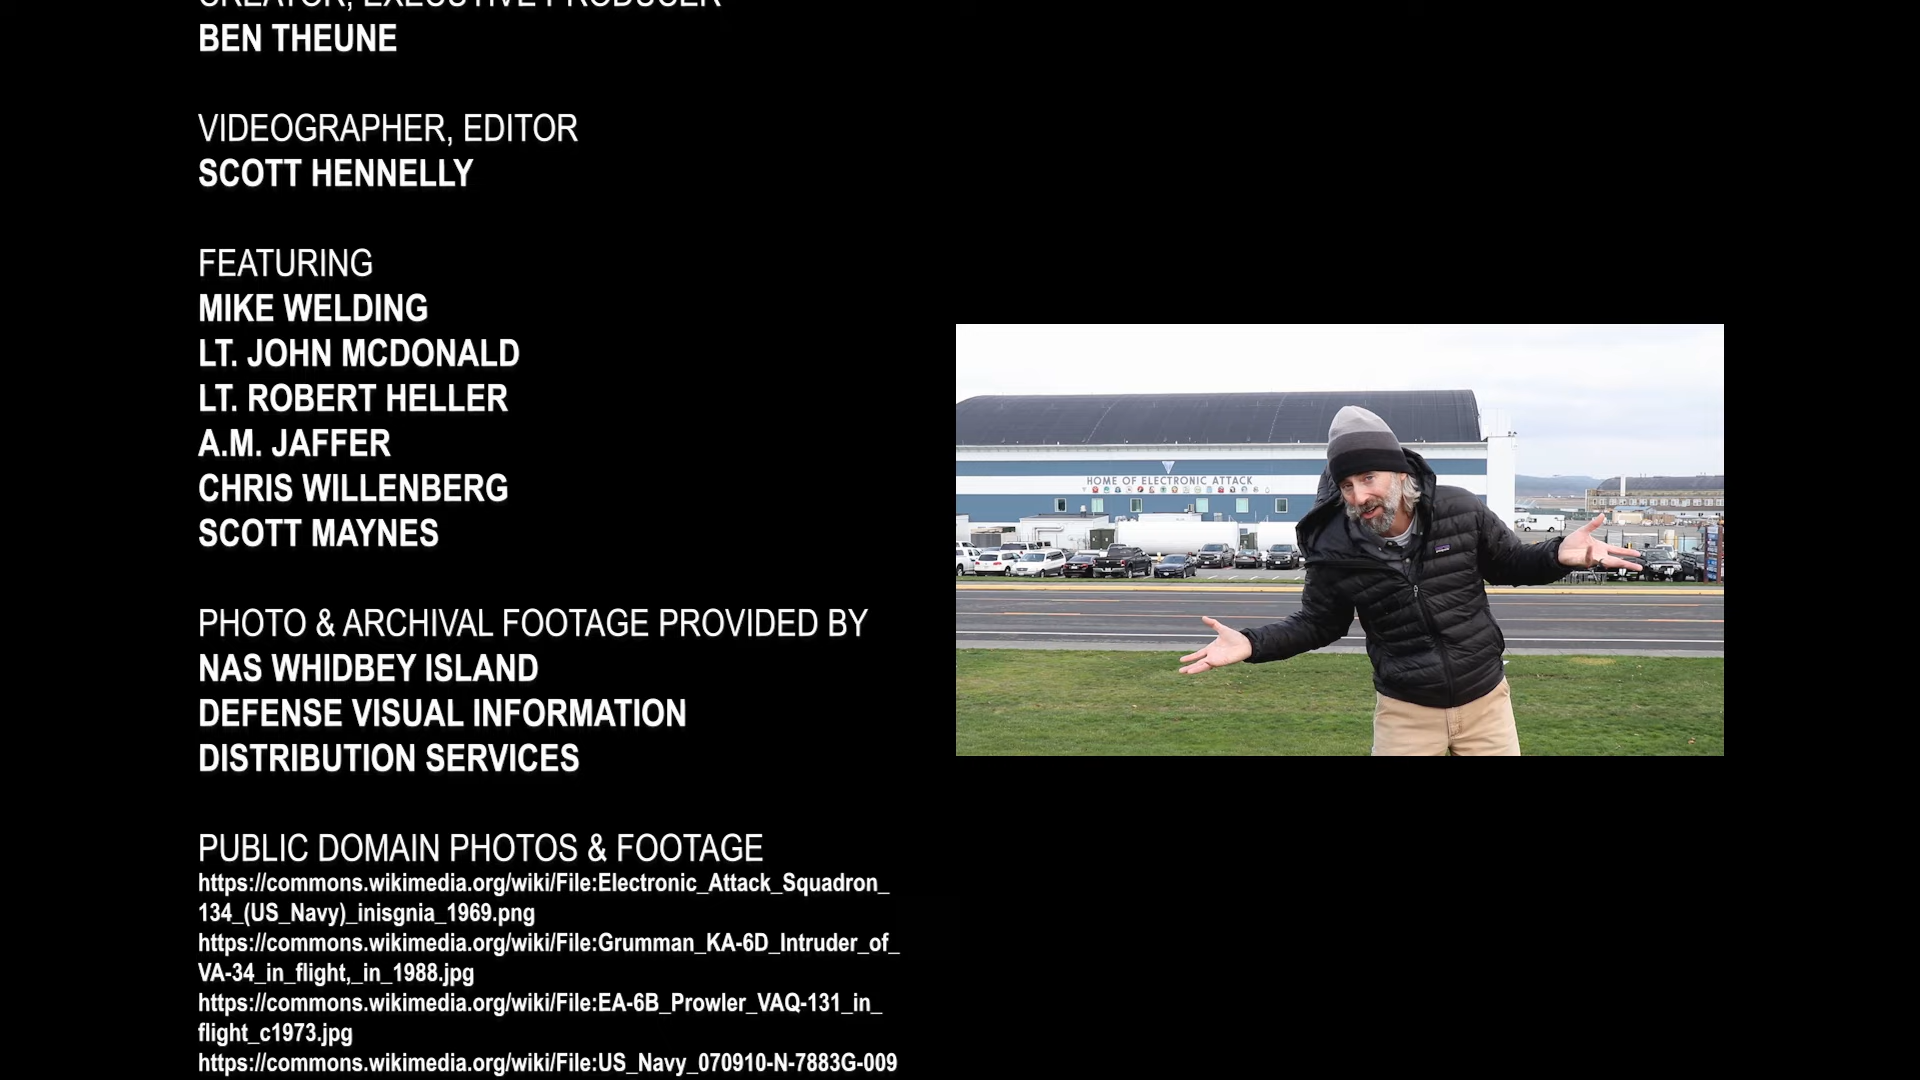 CREATOR, EXECUTIVE PRODUCER
BEN THEUNE
VIDEOGRAPHER, EDITOR
SCOTT HENNELLY
FEATURING
MIKE WELDING
LT. JOHN MCDONALD
LT. ROBERT HELLER
A.M. JAFFER
CHRIS WILLENBERG
SCOTT MAYNES
PHOTO & ARCHIVAL FOOTAGE PROVIDED BY
NAS WHIDBEY ISLAND
DEFENSE VISUAL INFORMATION
DISTRIBUTION SERVICES
PUBLIC DOMAIN PHOTOS & FOOTAGE
https://commons.wikimedia.org/wiki/File:Electronic_Attack_Squadron_
134_(US_Navy)_inisgnia_1969.png
https://commons.wikimedia.org/wiki/File:Grumman_KA-6D_Intruder_of_
VA-34_in_flight,_in_1988.jpg
https://commons.wikimedia.org/wiki/File:EA-6B_Prowler_VAQ-131_in_
flight_c1973.jpg
https://commons.wikimedia.org/wiki/File:US_Navy_070910-N-7883G-009
HOME OF ELECTRONIC ATTACK